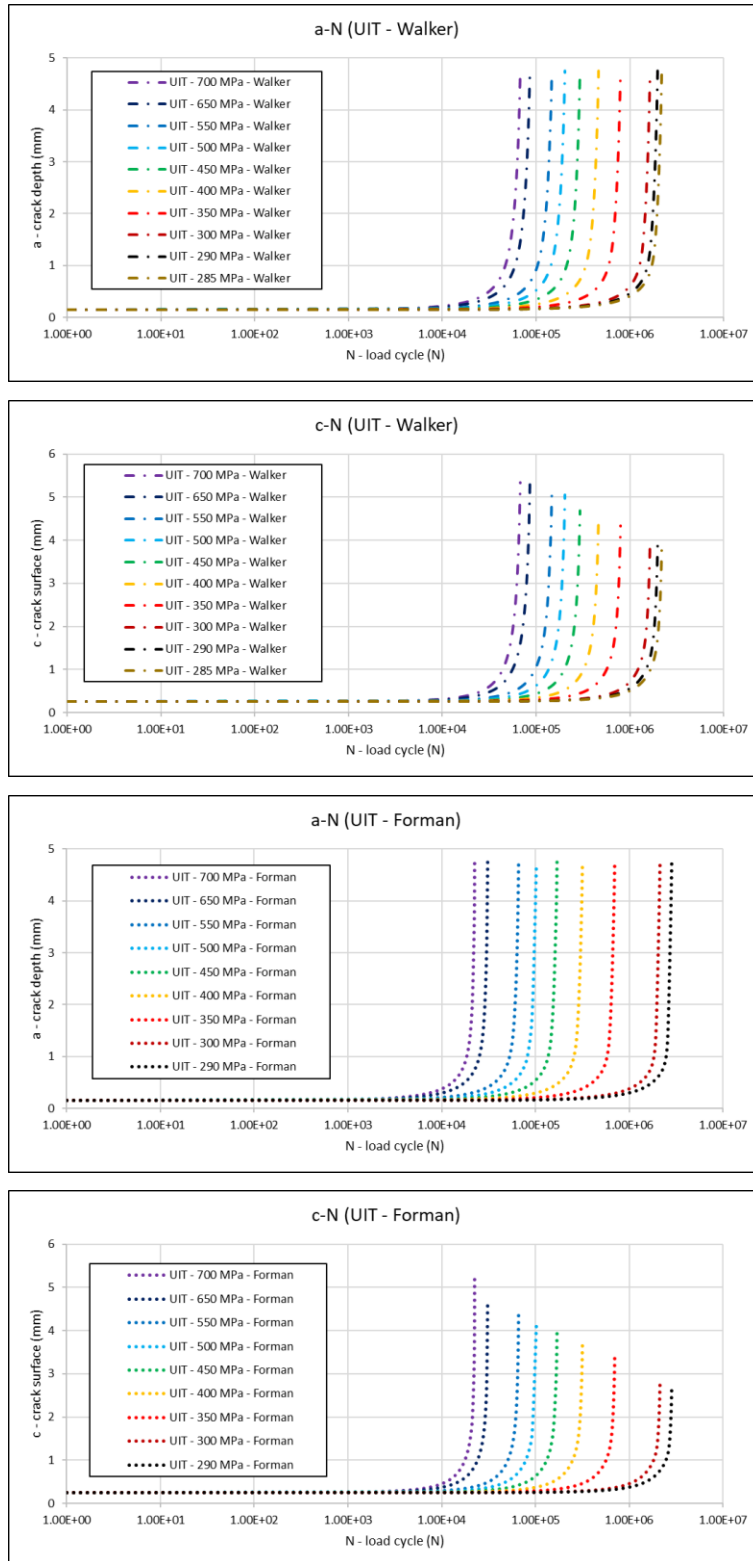 a-N (UIT - Walker)
5
4
3
2
1
0
a - crack depth (mm)
UIT - 700 MPa - Walker
UIT - 650 MPa - Walker
UIT - 550 MPa - Walker
UIT - 500 MPa - Walker
UIT - 450 MPa - Walker
UIT - 400 MPa - Walker
UIT - 350 MPa - Walker
UIT - 300 MPa - Walker
UIT - 290 MPa - Walker
UIT - 285 MPa - Walker
1.00E+00 1.00E+01 1.00E+02 1.00E+03 1.00E+04 1.00E+05 1.00E+06 1.00E+07
N - load cycle (N)
c-N (UIT - Walker)
6
5
4
3
2
1
0
c - crack surface (mm)
UIT - 700 MPa - Walker
UIT - 650 MPa - Walker
UIT - 550 MPa - Walker
UIT - 500 MPa - Walker
UIT - 450 MPa - Walker
UIT - 400 MPa - Walker
UIT - 350 MPa - Walker
UIT - 300 MPa - Walker
UIT - 290 MPa - Walker
UIT - 285 MPa - Walker
1.00E+00 1.00E+01 1.00E+02 1.00E+03 1.00E+04 1.00E+05 1.00E+06 1.00E+07
N - load cycle (N)
a-N (UIT - Forman)
5
4
3
2
1
0
a - crack depth (mm)
UIT - 700 MPa - Forman
UIT - 650 MPa - Forman
UIT - 550 MPa - Forman
UIT - 500 MPa - Forman
UIT - 450 MPa - Forman
UIT - 400 MPa - Forman
UIT - 350 MPa - Forman
UIT - 300 MPa - Forman
UIT - 290 MPa - Forman
1.00E+00 1.00E+01 1.00E+02 1.00E+03 1.00E+04 1.00E+05 1.00E+06 1.00E+07
N - load cycle (N)
c-N (UIT - Forman)
6
5
4
3
2
1
0
c - crack surface (mm)
UIT - 700 MPa - Forman
UIT - 650 MPa - Forman
UIT - 550 MPa - Forman
UIT - 500 MPa - Forman
UIT - 450 MPa - Forman
UIT - 400 MPa - Forman
UIT - 350 MPa - Forman
UIT - 300 MPa - Forman
UIT - 290 MPa - Forman
1.00E+00 1.00E+01 1.00E+02 1.00E+03 1.00E+04 1.00E+05 1.00E+06 1.00E+07
N - load cycle (N)